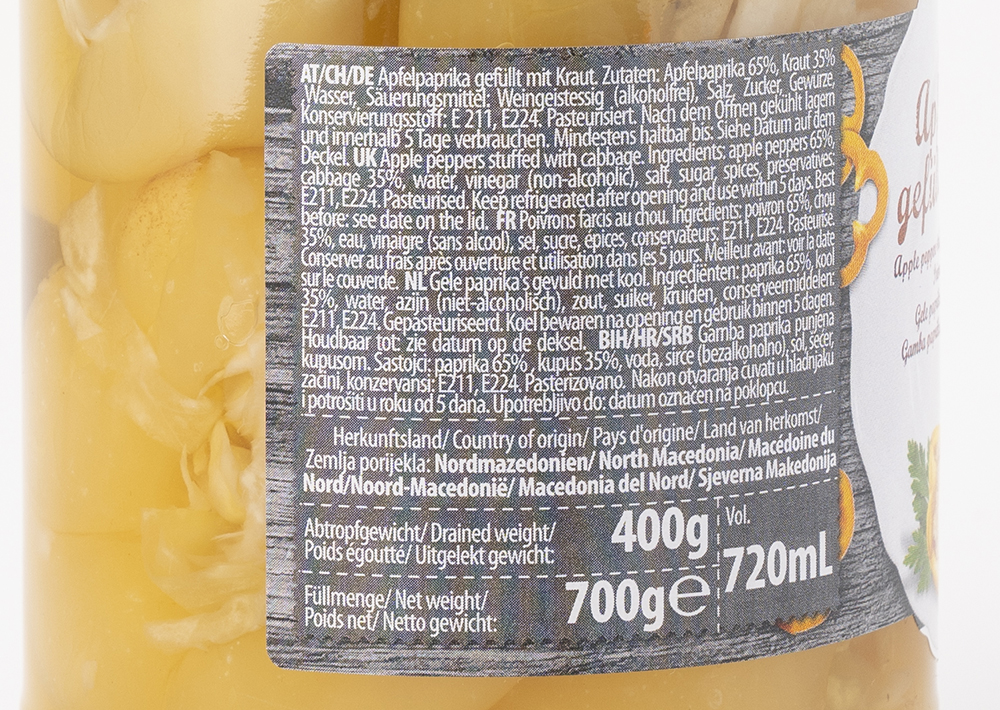 AT/CH/DE Apfelpaprika gefüllt mit Kraut. Zutaten: Apfelpaprika 65%, Kraut 35%
Wasser, Säuerungsmittel: Weingeistessig (alkoholfrei), Salz, Zucker, Gewürze,
Konservierungsstoff: E 211, E224. Pasteurisiert. Nach dem Öffnen gekühlt lagern
und innerhalb 5 Tage verbrauchen. Mindestens haltbar bis: Siehe Datum auf dem
Deckel. UK Apple peppers stuffed with cabbage. Ingredients: apple peppers 65%,
cabbage 35%, water, vinegar (non-alcoholic), salt, sugar, spices, preservatives:
E211, E224. Pasteurised. Keep refrigerated after opening and use within 5 days. Best
before: see date on the lid. FR Poivrons farcis au chou. Ingrédients: poivron 65%, chou
35%, eau, vinaigre (sans alcool), sel, sucre, épices, conservateurs; E211, E224. Pasteurise.
Conserver au frais après ouverture et utilisation dans les 5 jours. Meilleur avant: voir la date
sur le couverde. NL Gele paprika's gevuld met kool. Ingrediënten: paprika 65%, kool
35%, water, azijn (niet-alcoholisch), zout, suiker, kruiden, conserveermiddelen:
E211, E224. Gepasteuriseerd. Koel bewaren na opening en gebruik binnen 5 dagen.
Houdbaar tot: zie datum op de deksel. BIH/HR/SRB Gamba paprika punjena
kupusom. Sastojci: paprika 65%, kupus 35%, voda, sirće (bezalkoholno), sol, šećer,
začini, konzervansi: E211, E224. Pasterizovano. Nakon otvaranja čuvati u hladnjaku
i potrošiti u roku od 5 dana. Upotrebljivo do: datum označen na poklopcu.
Herkunftsland/ Country of origin/ Pays d'origine/ Land van herkomst/
Zemlja porijekla: Nordmazedonien/ North Macedonia/ Macédoine du
Nord/Noord-Macedonië/ Macedonia del Nord/ Sjeverna Makedonija
Abtropfgewicht/ Drained weight/
Poids égoutté/ Uitgelekt gewicht:
400g
Vol.
720mL
Füllmenge/ Net weight/
Poids net/ Netto gewicht:
700g e